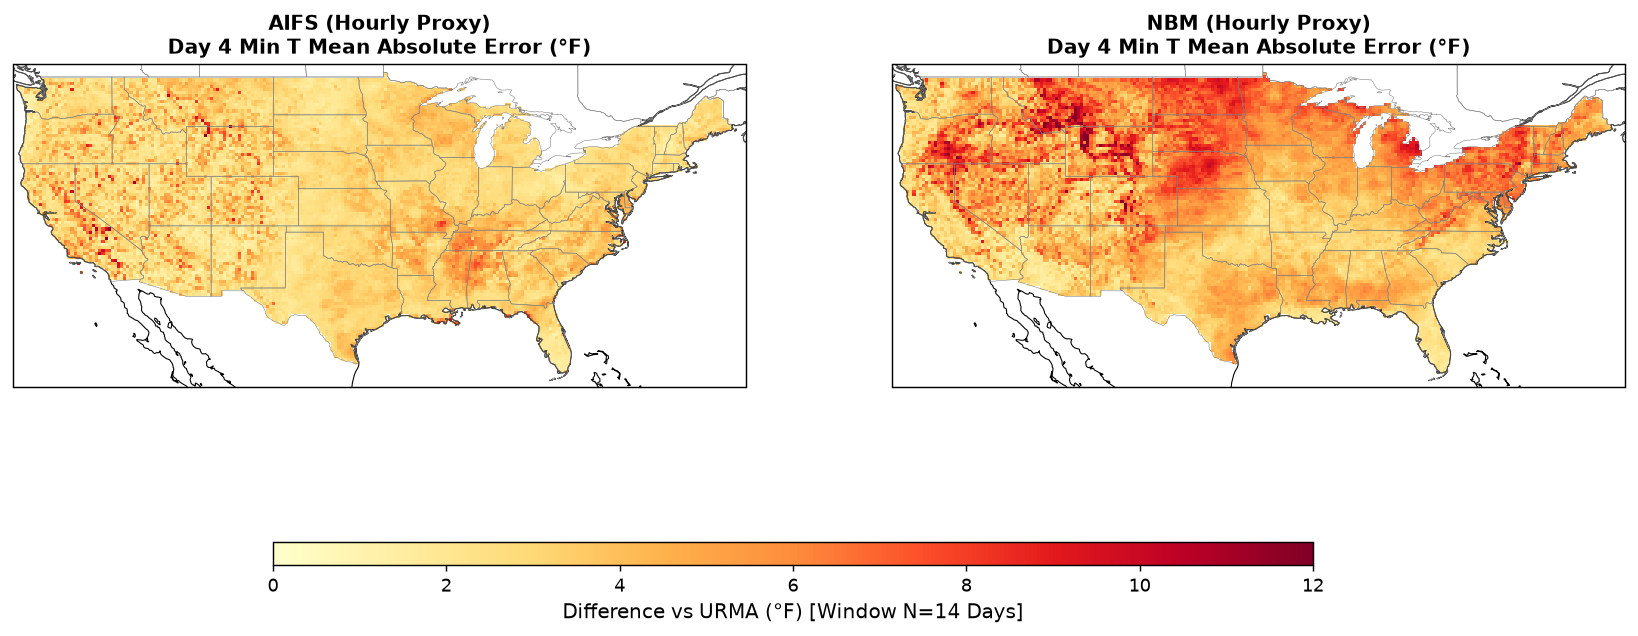 AIFS (Hourly Proxy)
Day 4 Min T Mean Absolute Error (°F)
NBM (Hourly Proxy)
Day 4 Min T Mean Absolute Error (°F)
0 2 4 6 8 10 12
Difference vs URMA (°F) [Window N=14 Days]